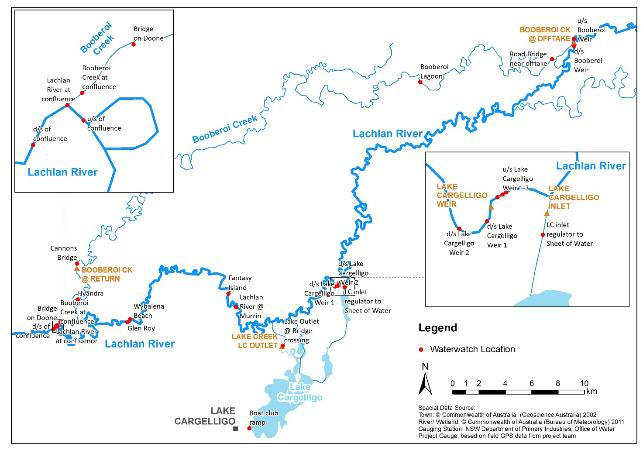 Bridge
on-Doone
Booberoi
Creek
Booberoi
Creek at
confluence
Lachlan
River at
confluence
u/s of
confluence
d/s of
confluence
Lachlan River
u/s
Booberoi
Weir
BOOBEROI CK
@ OFFTAKE
d/s
Booberoi
Weir
Road Bridge
near offtake
Booberoi
Lagoon
Booberoi Creek
Lachlan River
Lachlan River
u/s Lake
Cargelligo
LAKE
CARGELLIGO
WEIR
LAKE
CARGELLIGO
INLET
LC inlet
regulator to
Sheet of Water
d/s Lake
Cargelligo
Weir 2
d/s Lake
Cargelligo
Weir 1
Cannons
Bridge
BOOBEROI CK
@ RETURN
Hyandra
Booberoi
Creek at
confluence
Bridge
on Doone
d/s of
confluence
Lachlan River
at confluence
Wybalena
Beach
Glen Roy
Lachlan River
Fantasy
Island
Lachlan
River @
Murrin
Lake
Cargelligo
Weir 2
d/s Lake
Cargelligo
Weir 1
LC inlet
regulator to
Sheet of Water
Lake Outlet
@ Bridge
crossing
LAKE CREEK
LC OUTLET
Lake
Cargelligo
LAKE
CARGELLIGO
Boat club
ramp
Legend
Waterwatch Location
N
0 1 2 4 6 8 10
km
Spacial Data Source:
Town: © Commonwealth of Australia (Geoscience Australia) 2002
River/ Wetland: © Commonwealth of Australia (Bureau of Meteorology) 2011
Gauging Station: NSW Department of Primary Industries, Office of Water
Project Gauge: based on field GPS data from project team